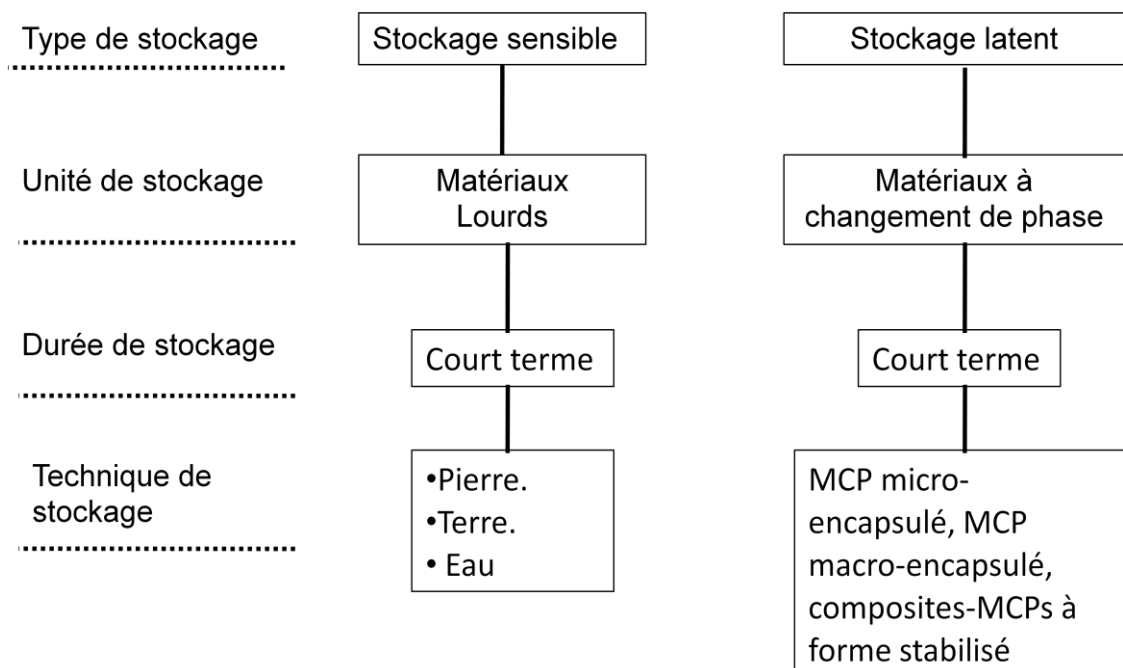 Type de stockage
Stockage sensible
Stockage latent
Unité de stockage
Matériaux
Lourds
Matériaux à
changement de phase
Durée de stockage
Court terme
Court terme
Technique de
stockage
•Pierre.
•Terre.
• Eau
MCP micro-
encapsulé, MCP
macro-encapsulé,
composites-MCPs à
forme stabilisé